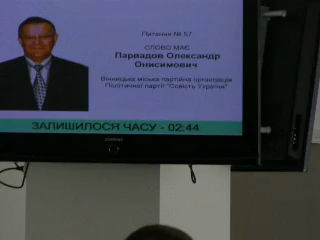 Питання № 57
СЛОВО МАЄ
Парвадов Олександр
Онисимович
Вінницька міська партійна організація
Політичної партії "Совість України"
ЗАЛИШИЛОСЯ ЧАСУ - 02:44